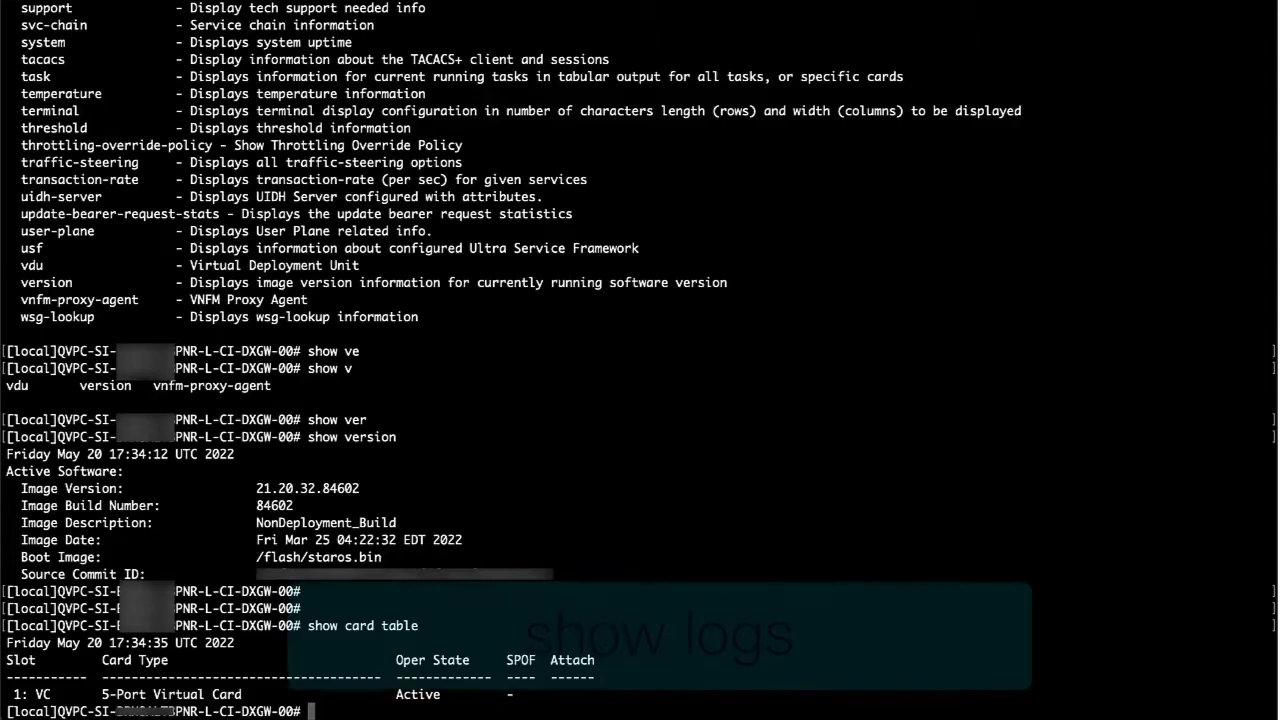 support - Display tech support needed info
svc-chain - Service chain information
system - Displays system uptime
tacacs - Display information about the TACACS+ client and sessions
task - Displays information for current running tasks in tabular output for all tasks, or specific cards
temperature - Displays temperature information
terminal - Displays terminal display configuration in number of characters length (rows) and width (columns) to be displayed
threshold - Displays threshold information
throttling-override-policy - Show Throttling Override Policy
traffic-steering - Displays all traffic-steering options
transaction-rate - Displays transaction-rate (per sec) for given services
uidh-server - Displays UIDH Server configured with attributes.
update-bearer-request-stats - Displays the update bearer request statistics
user-plane - Displays User Plane related info.
usf - Displays information about configured Ultra Service Framework
vdu - Virtual Deployment Unit
version - Displays image version information for currently running software version
vnfm-proxy-agent - VNFM Proxy Agent
wsg-lookup - Displays wsg-lookup information
[[local]QVPC-SI- PNR-L-CI-DXGW-00# show ve ]
[[local]QVPC-SI- PNR-L-CI-DXGW-00# show v ]
vdu version vnfm-proxy-agent
[[local]QVPC-SI- PNR-L-CI-DXGW-00# show ver ]
[[local]QVPC-SI- PNR-L-CI-DXGW-00# show version ]
Friday May 20 17:34:12 UTC 2022
Active Software:
Image Version: 21.20.32.84602
Image Build Number: 84602
Image Description: NonDeployment_Build
Image Date: Fri Mar 25 04:22:32 EDT 2022
Boot Image: /flash/staros.bin
Source Commit ID:
[[local]QVPC-SI- PNR-L-CI-DXGW-00# ]
[[local]QVPC-SI- PNR-L-CI-DXGW-00# ]
[[local]QVPC-SI- PNR-L-CI-DXGW-00# show card table ]
Friday May 20 17:34:35 UTC 2022
show logs
Slot Card Type Oper State SPOF Attach
----------- -------------------------------------- ------------- ---- ------
1: VC 5-Port Virtual Card Active -
[local]QVPC-SI- PNR-L-CI-DXGW-00#